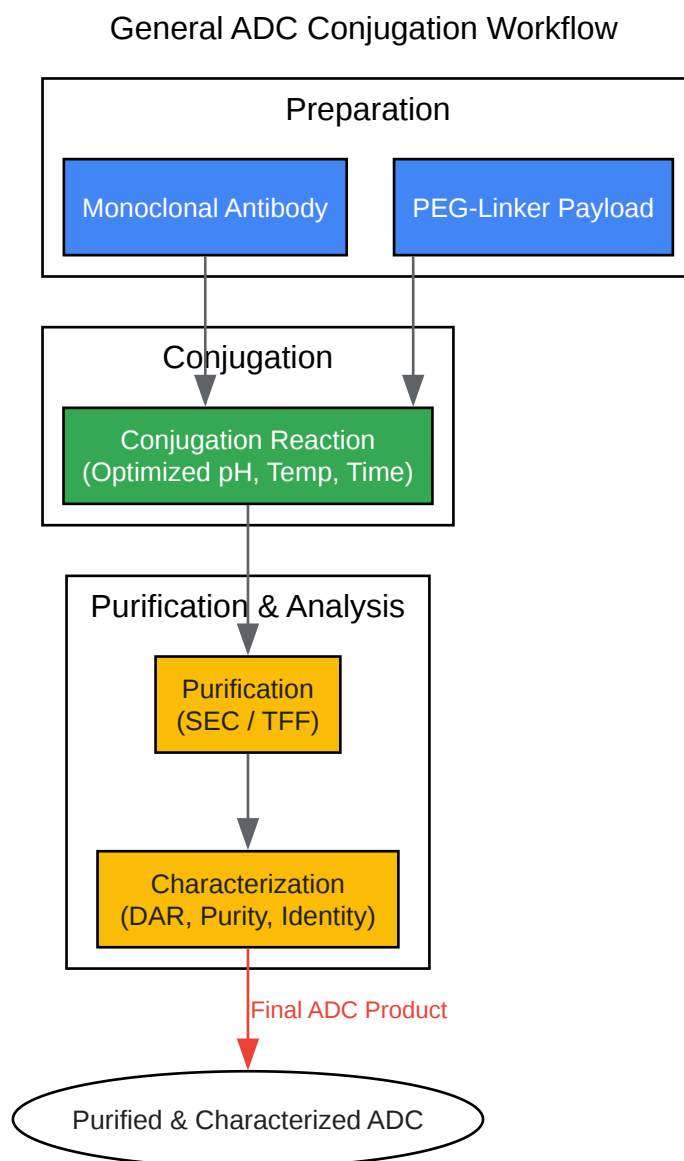 General ADC Conjugation Workflow
Preparation
Monoclonal Antibody
PEG-Linker Payload
Conjugation
Conjugation Reaction
(Optimized pH, Temp, Time)
Purification & Analysis
Purification
(SEC / TFF)
Characterization
(DAR, Purity, Identity)
Final ADC Product
Purified & Characterized ADC